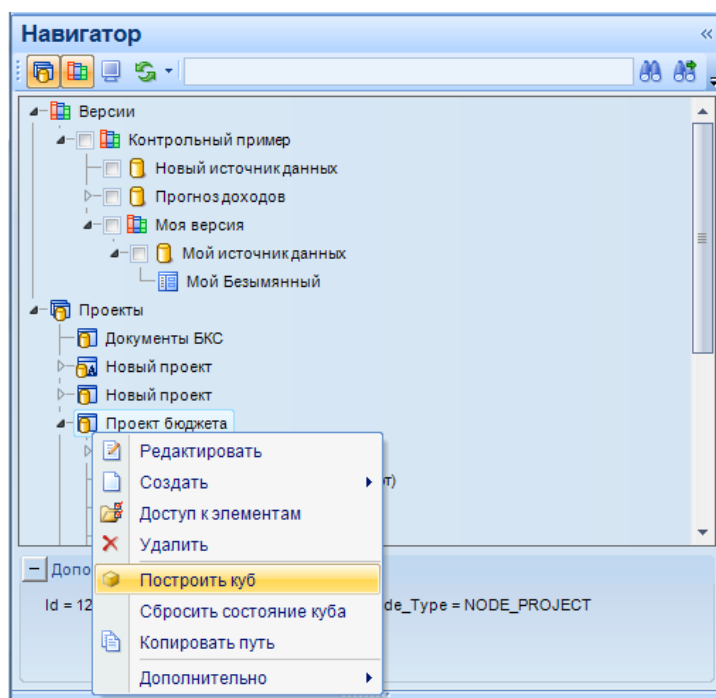 Навигатор
Версии
Контрольный пример
Новый источник данных
Прогноз доходов
Моя версия
Мой источник данных
Мой Безымянный
Проекты
Документы БКС
Новый проект
Новый проект
Проект бюджета
Редактировать
Создать
Доступ к элементам
Удалить
Построить куб
Сбросить состояние куба
Копировать путь
Дополнительно
Id = 12
de_Type = NODE_PROJECT